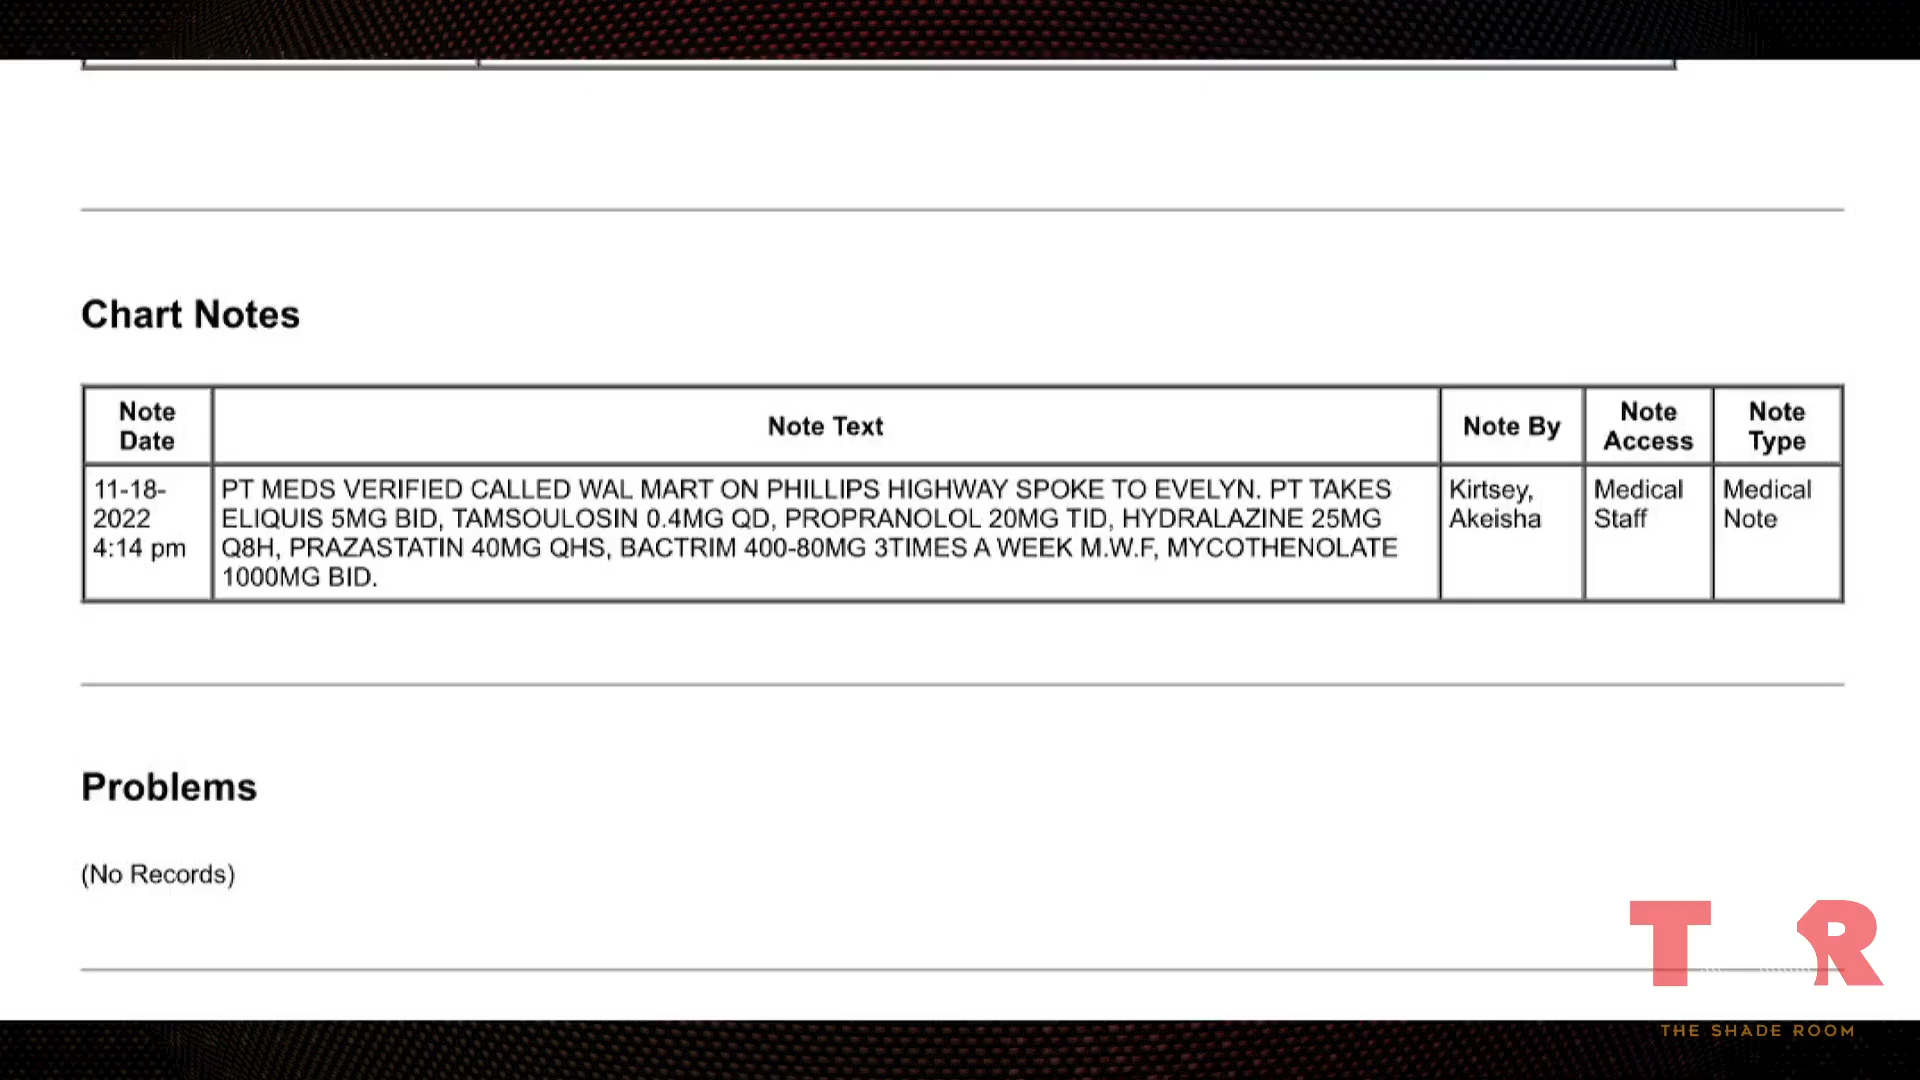 Chart Notes
Note Date
Note Text
Note By
Note Access
Note Type
11-18-
2022
4:14 pm
PT MEDS VERIFIED CALLED WAL MART ON PHILLIPS HIGHWAY SPOKE TO EVELYN. PT TAKES
ELIQUIS 5MG BID, TAMSOULOSIN 0.4MG QD, PROPRANOLOL 20MG TID, HYDRALAZINE 25MG
Q8H, PRAZASTATIN 40MG QHS, BACTRIM 400-80MG 3TIMES A WEEK M.W.F, MYCOTHENOLATE
1000MG BID.
Kirtsey,
Akeisha
Medical
Staff
Medical
Note
Problems
(No Records)
T R
THE SHADE ROOM